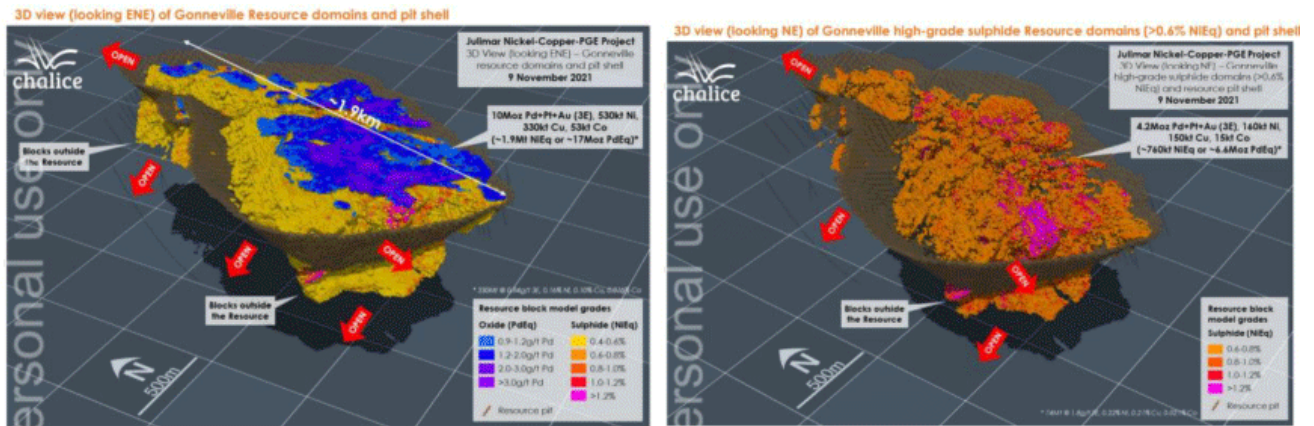 3D view (looking ENE) of Gonneville Resource domains and pit shell
chalice
OPEN
Julimar Nickel-Copper-PGE Project
3D View (looking ENE) – Gonneville
resource domains and pit shell
9 November 2021
~1.9km
10Moz Pd+Pt+Au (3E), 530kt Ni,
330kt Cu, 53kt Co
(~1.9Mt NiEq or ~17Moz PdEq)*
Blocks outside
the Resource
OPEN
OPEN
OPEN
OPEN
Blocks outside
the Resource
Resource block model grades
Oxide (PdEq)
Sulphide (NiEq)
0.9-1.2g/t Pd
0.4-0.6%
1.2-2.0g/t Pd
0.6-0.8%
2.0-3.0g/t Pd
0.8-1.0%
>3.0g/t Pd
1.0-1.2%
>1.2%
Resource pit
N
500m
ersonal use only
3D view (looking NE) of Gonneville high-grade sulphide Resource domains (>0.6% NiEq) and pit shell
chalice
OPEN
Julimar Nickel-Copper-PGE Project
3D View (looking NE) – Gonneville
high-grade sulphide domains (>0.6%
NiEq) and resource pit shell
9 November 2021
4.2Moz Pd+Pt+Au (3E), 160kt Ni,
150kt Cu, 15kt Co
(~760kt NiEq or ~6.6Moz PdEq)*
OPEN
OPEN
OPEN
Blocks outside
the Resource
Resource block
model grades
Sulphide (NiEq)
0.6-0.8%
0.8-1.0%
1.0-1.2%
>1.2%
Resource pit
N
500m
ersonal use only